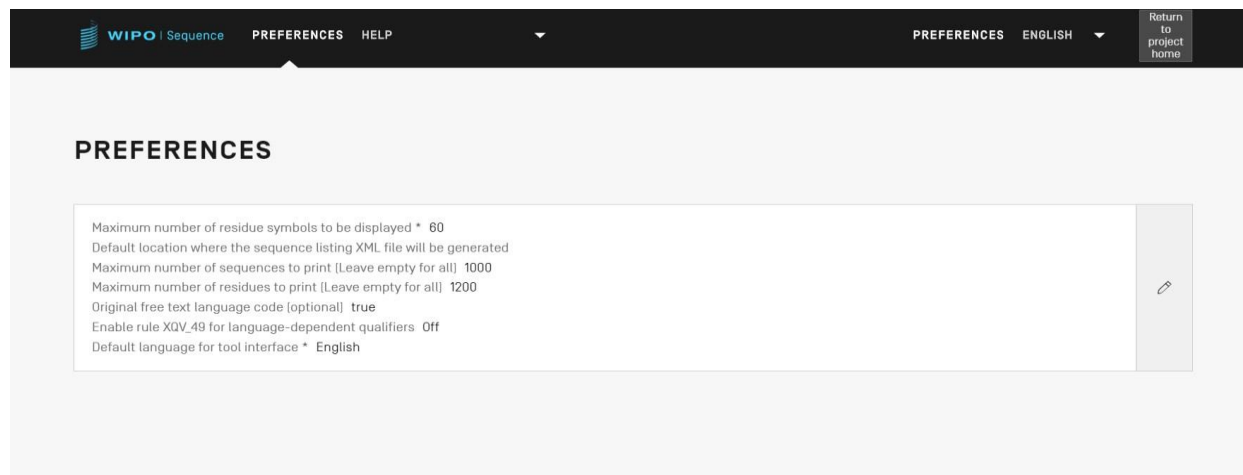 WIPO | Sequence PREFERENCES HELP PREFERENCES ENGLISH
Return
to
project
home
PREFERENCES
Maximum number of residue symbols to be displayed * 60
Default location where the sequence listing XML file will be generated
Maximum number of sequences to print (Leave empty for all) 1000
Maximum number of residues to print (Leave empty for all) 1200
Original free text language code (optional) true
Enable rule XQV_49 for language-dependent qualifiers Off
Default language for tool interface * English